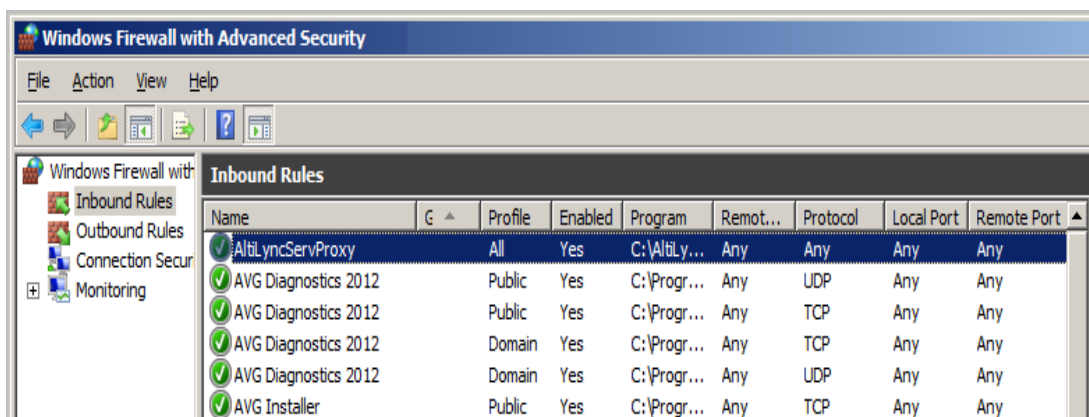 Windows Firewall with Advanced Security
File Action View Help
Windows Firewall with
Inbound Rules
Outbound Rules
Connection Secur
Monitoring
Inbound Rules
Name G Profile Enabled Program Remot... Protocol Local Port Remote Port
AltiLyncServProxy All Yes C:\AltiLy... Any Any Any Any
AVG Diagnostics 2012 Public Yes C:\Progr... Any UDP Any Any
AVG Diagnostics 2012 Public Yes C:\Progr... Any TCP Any Any
AVG Diagnostics 2012 Domain Yes C:\Progr... Any TCP Any Any
AVG Diagnostics 2012 Domain Yes C:\Progr... Any UDP Any Any
AVG Installer Public Yes C:\Progr... Any TCP Any Any